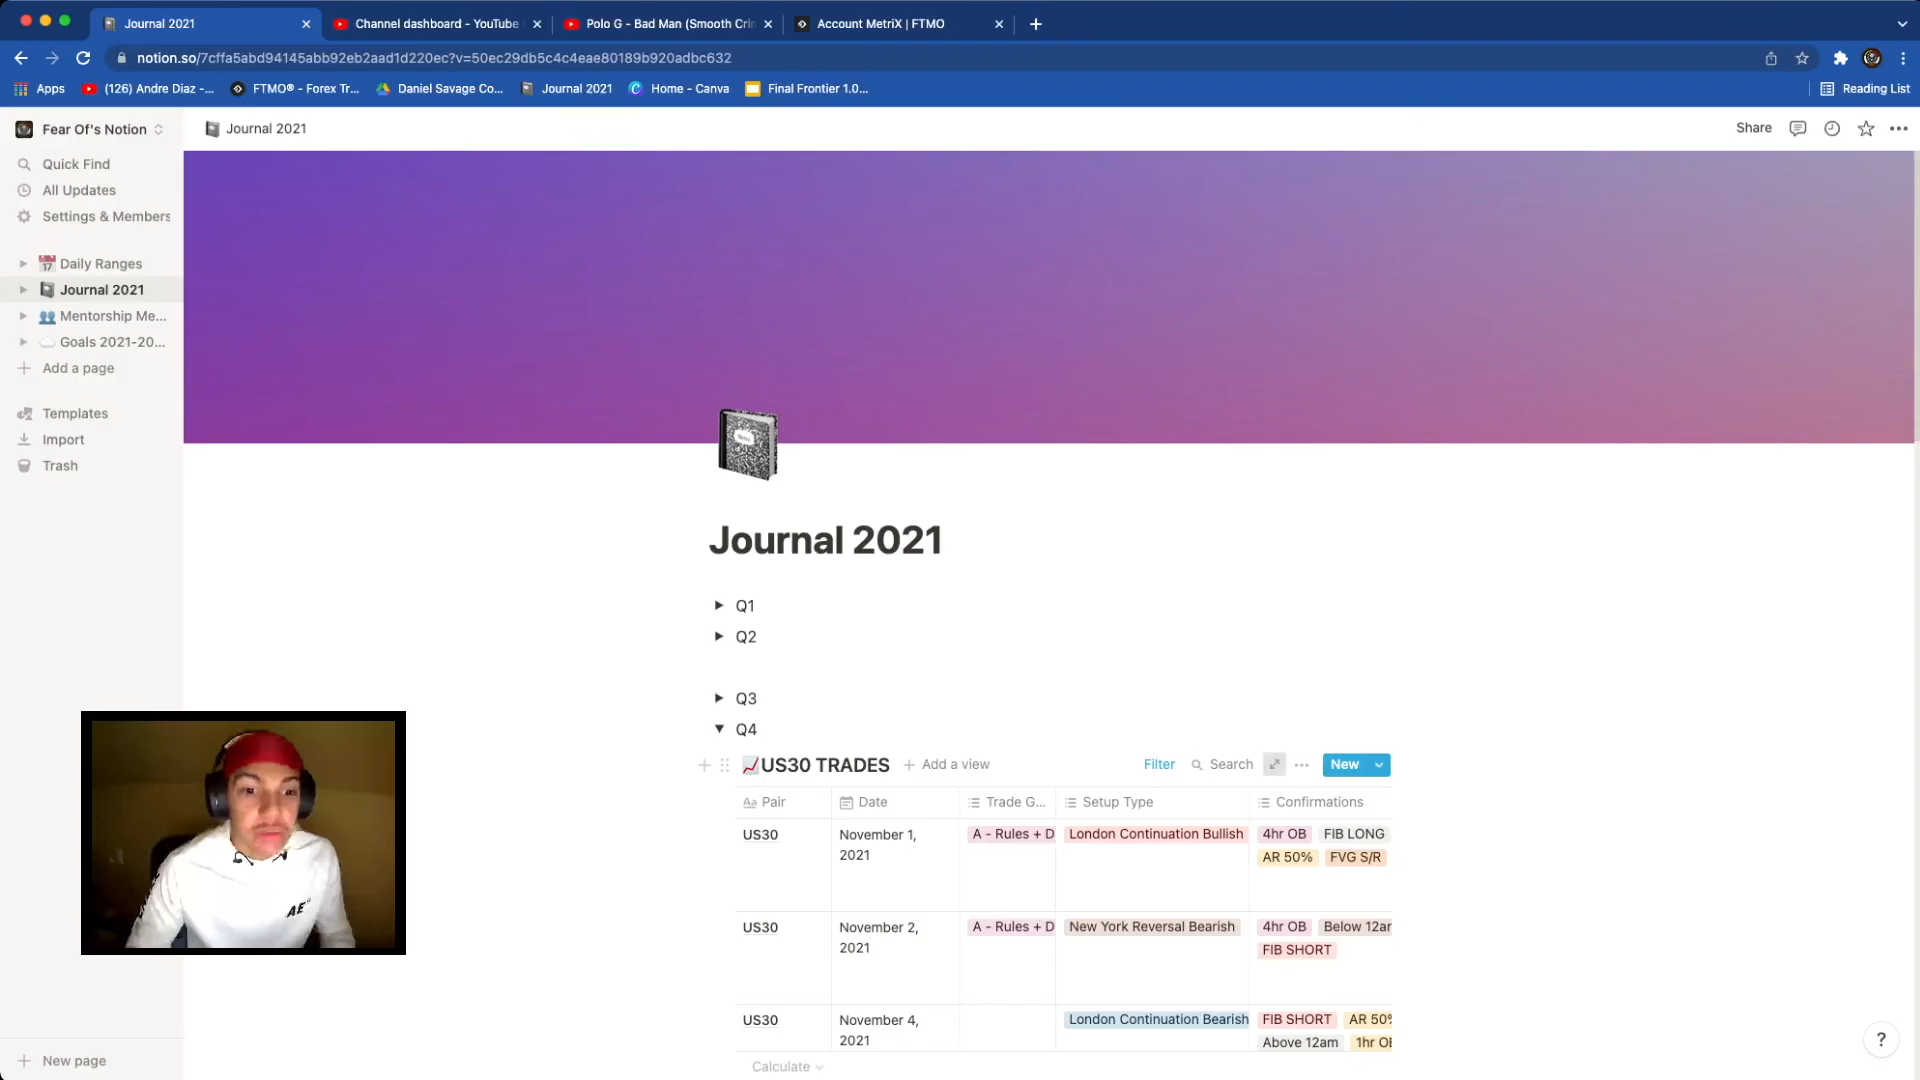 Journal 2021
Channel dashboard - YouTube
Polo G - Bad Man (Smooth Cri
Account MetriX | FTMO
notion.so/7cffa5abd94145abb92eb2aad1d220ec?v=50ec29db5c4c4eae80189b920adbc632
Apps
(126) Andre Diaz -...
FTMO® - Forex Tr...
Daniel Savage Co...
Journal 2021
Home - Canva
Final Frontier 1.0...
Reading List
Fear Of's Notion
Journal 2021
Share
Quick Find
All Updates
Settings & Members
Daily Ranges
Journal 2021
Mentorship Me...
Goals 2021-20...
Add a page
Templates
Import
Trash
New page
Journal 2021
Q1
Q2
Q3
Q4
US30 TRADES
Add a view
Filter
Search
New
Aa Pair
Date
Trade G...
Setup Type
Confirmations
US30
November 1,
2021
A - Rules + D
London Continuation Bullish
4hr OB
FIB LONG
AR 50%
FVG S/R
US30
November 2,
2021
A - Rules + D
New York Reversal Bearish
4hr OB
Below 12am
FIB SHORT
US30
November 4,
2021
London Continuation Bearish
FIB SHORT
AR 50%
Above 12am
1hr OB
Calculate
AE
?